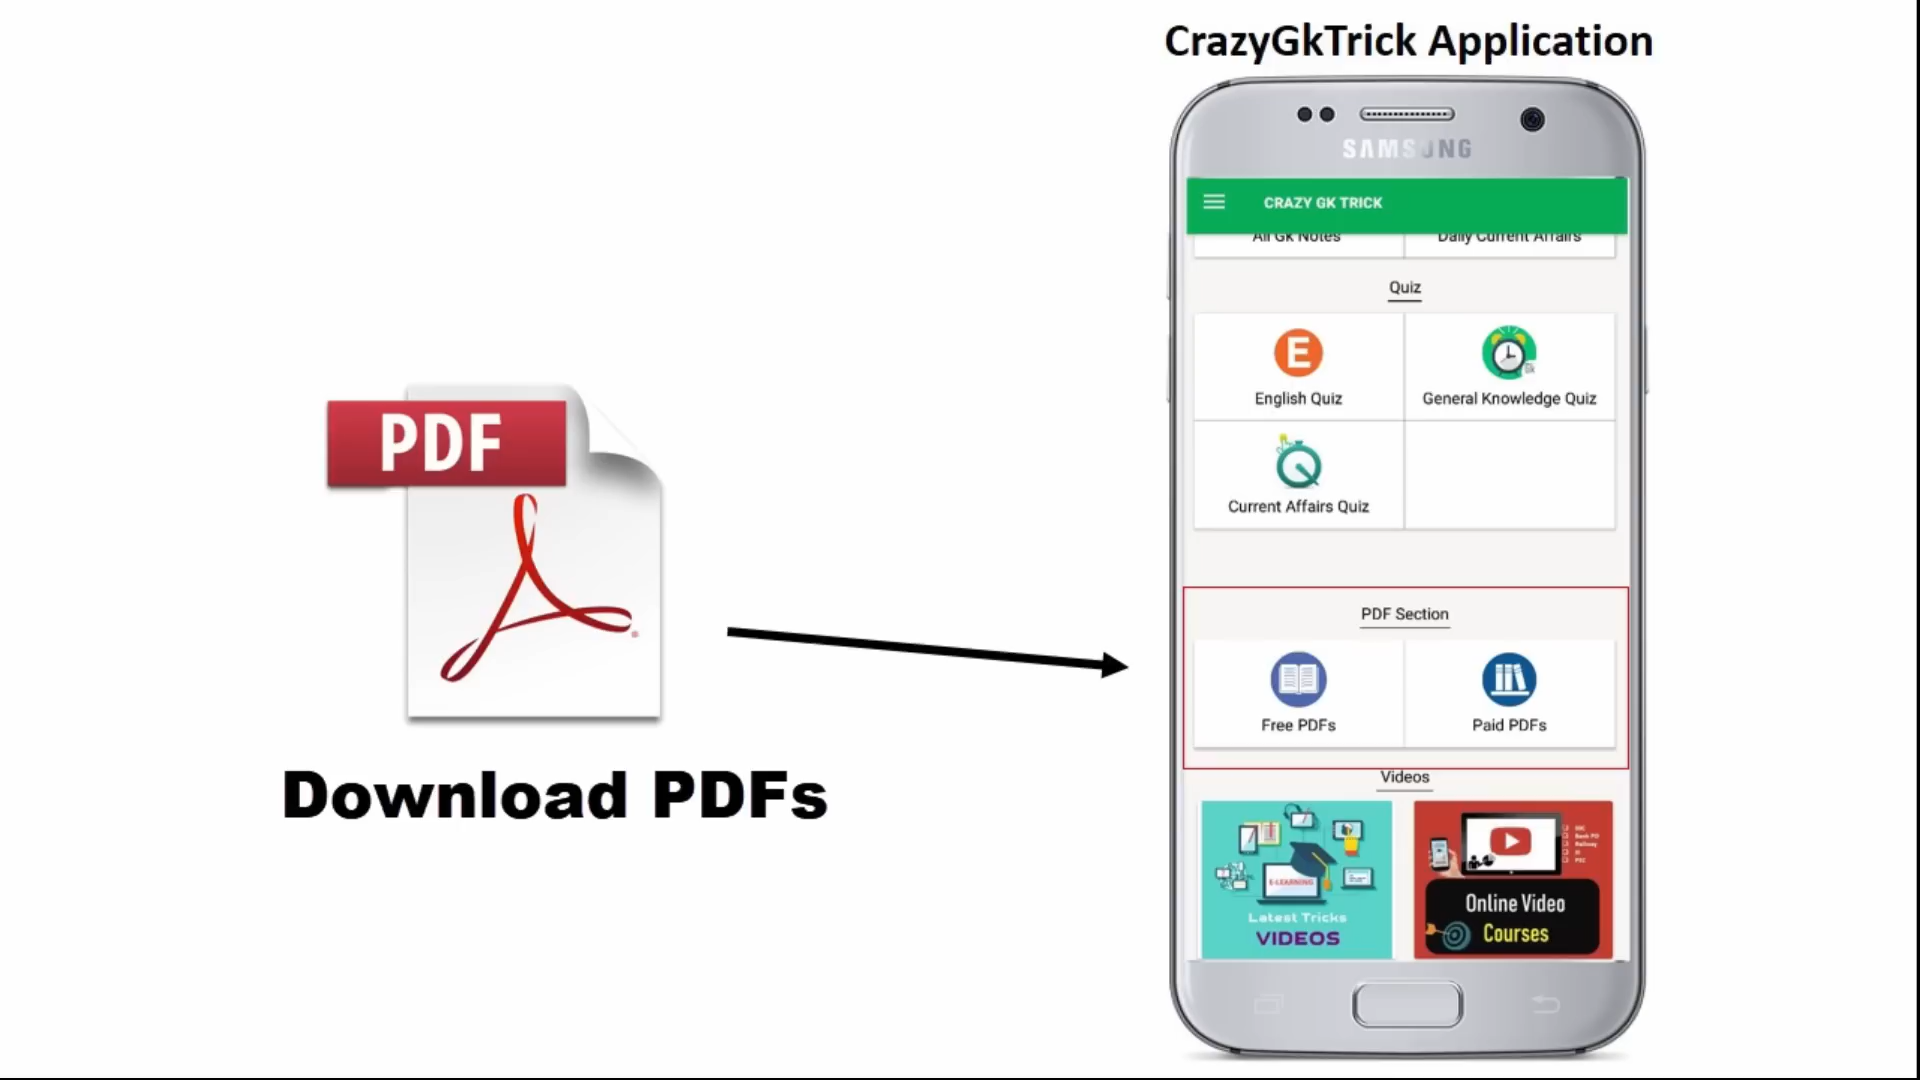 CrazyGkTrick Application
SAMSUNG
CRAZY GK TRICK
All Gk Notes
Daily Current Affairs
Quiz
E
English Quiz
General Knowledge Quiz
Current Affairs Quiz
PDF Section
Free PDFs
Paid PDFs
Videos
E-LEARNING
Latest Tricks
VIDEOS
Online Video
Courses
PDF
Download PDFs